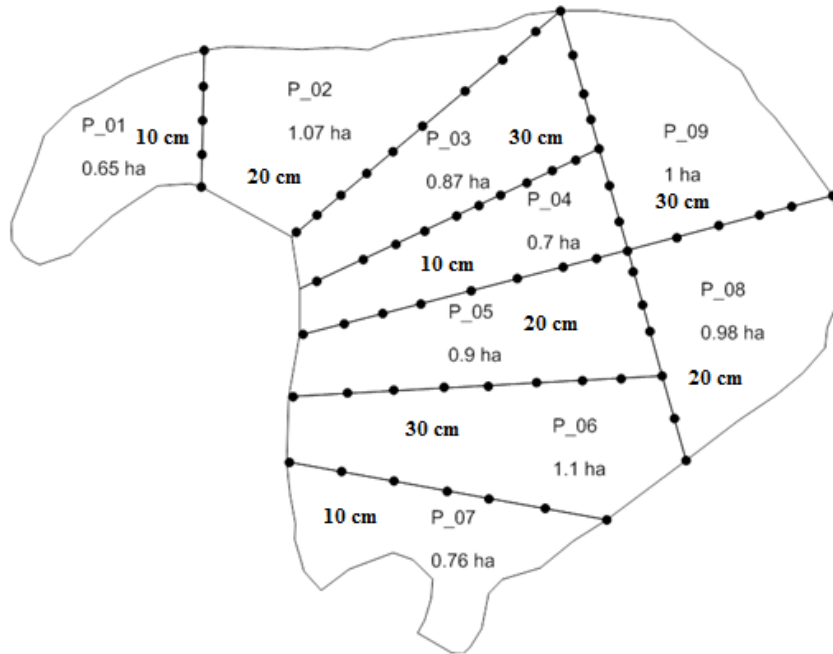 P_01
10 cm
0.65 ha
P_02
1.07 ha
20 cm
P_03
30 cm
0.87 ha
P_04
0.7 ha
10 cm
P_09
1 ha
30 cm
P_05
20 cm
0.9 ha
P_08
0.98 ha
20 cm
30 cm
P_06
1.1 ha
10 cm
P_07
0.76 ha